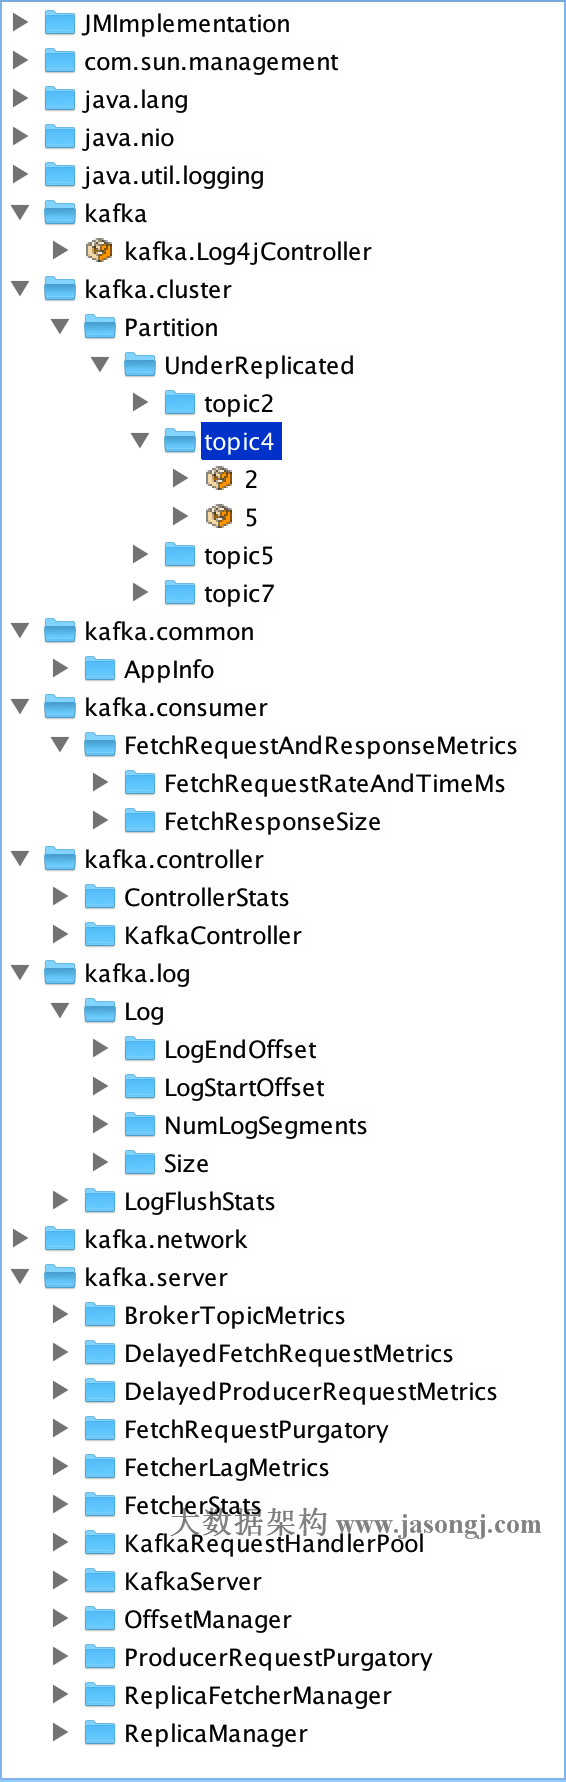 JMImplementation
com.sun.management
java.lang
java.nio
java.util.logging
kafka
kafka.Log4jController
kafka.cluster
Partition
UnderReplicated
topic2
topic4
2
5
topic5
topic7
kafka.common
AppInfo
kafka.consumer
FetchRequestAndResponseMetrics
FetchRequestRateAndTimeMs
FetchResponseSize
kafka.controller
ControllerStats
KafkaController
kafka.log
Log
LogEndOffset
LogStartOffset
NumLogSegments
Size
LogFlushStats
kafka.network
kafka.server
BrokerTopicMetrics
DelayedFetchRequestMetrics
DelayedProducerRequestMetrics
FetchRequestPurgatory
FetcherLagMetrics
FetcherStats
大数据架构 www.jasongj.com
KafkaRequestHandlerPool
KafkaServer
OffsetManager
ProducerRequestPurgatory
ReplicaFetcherManager
ReplicaManager